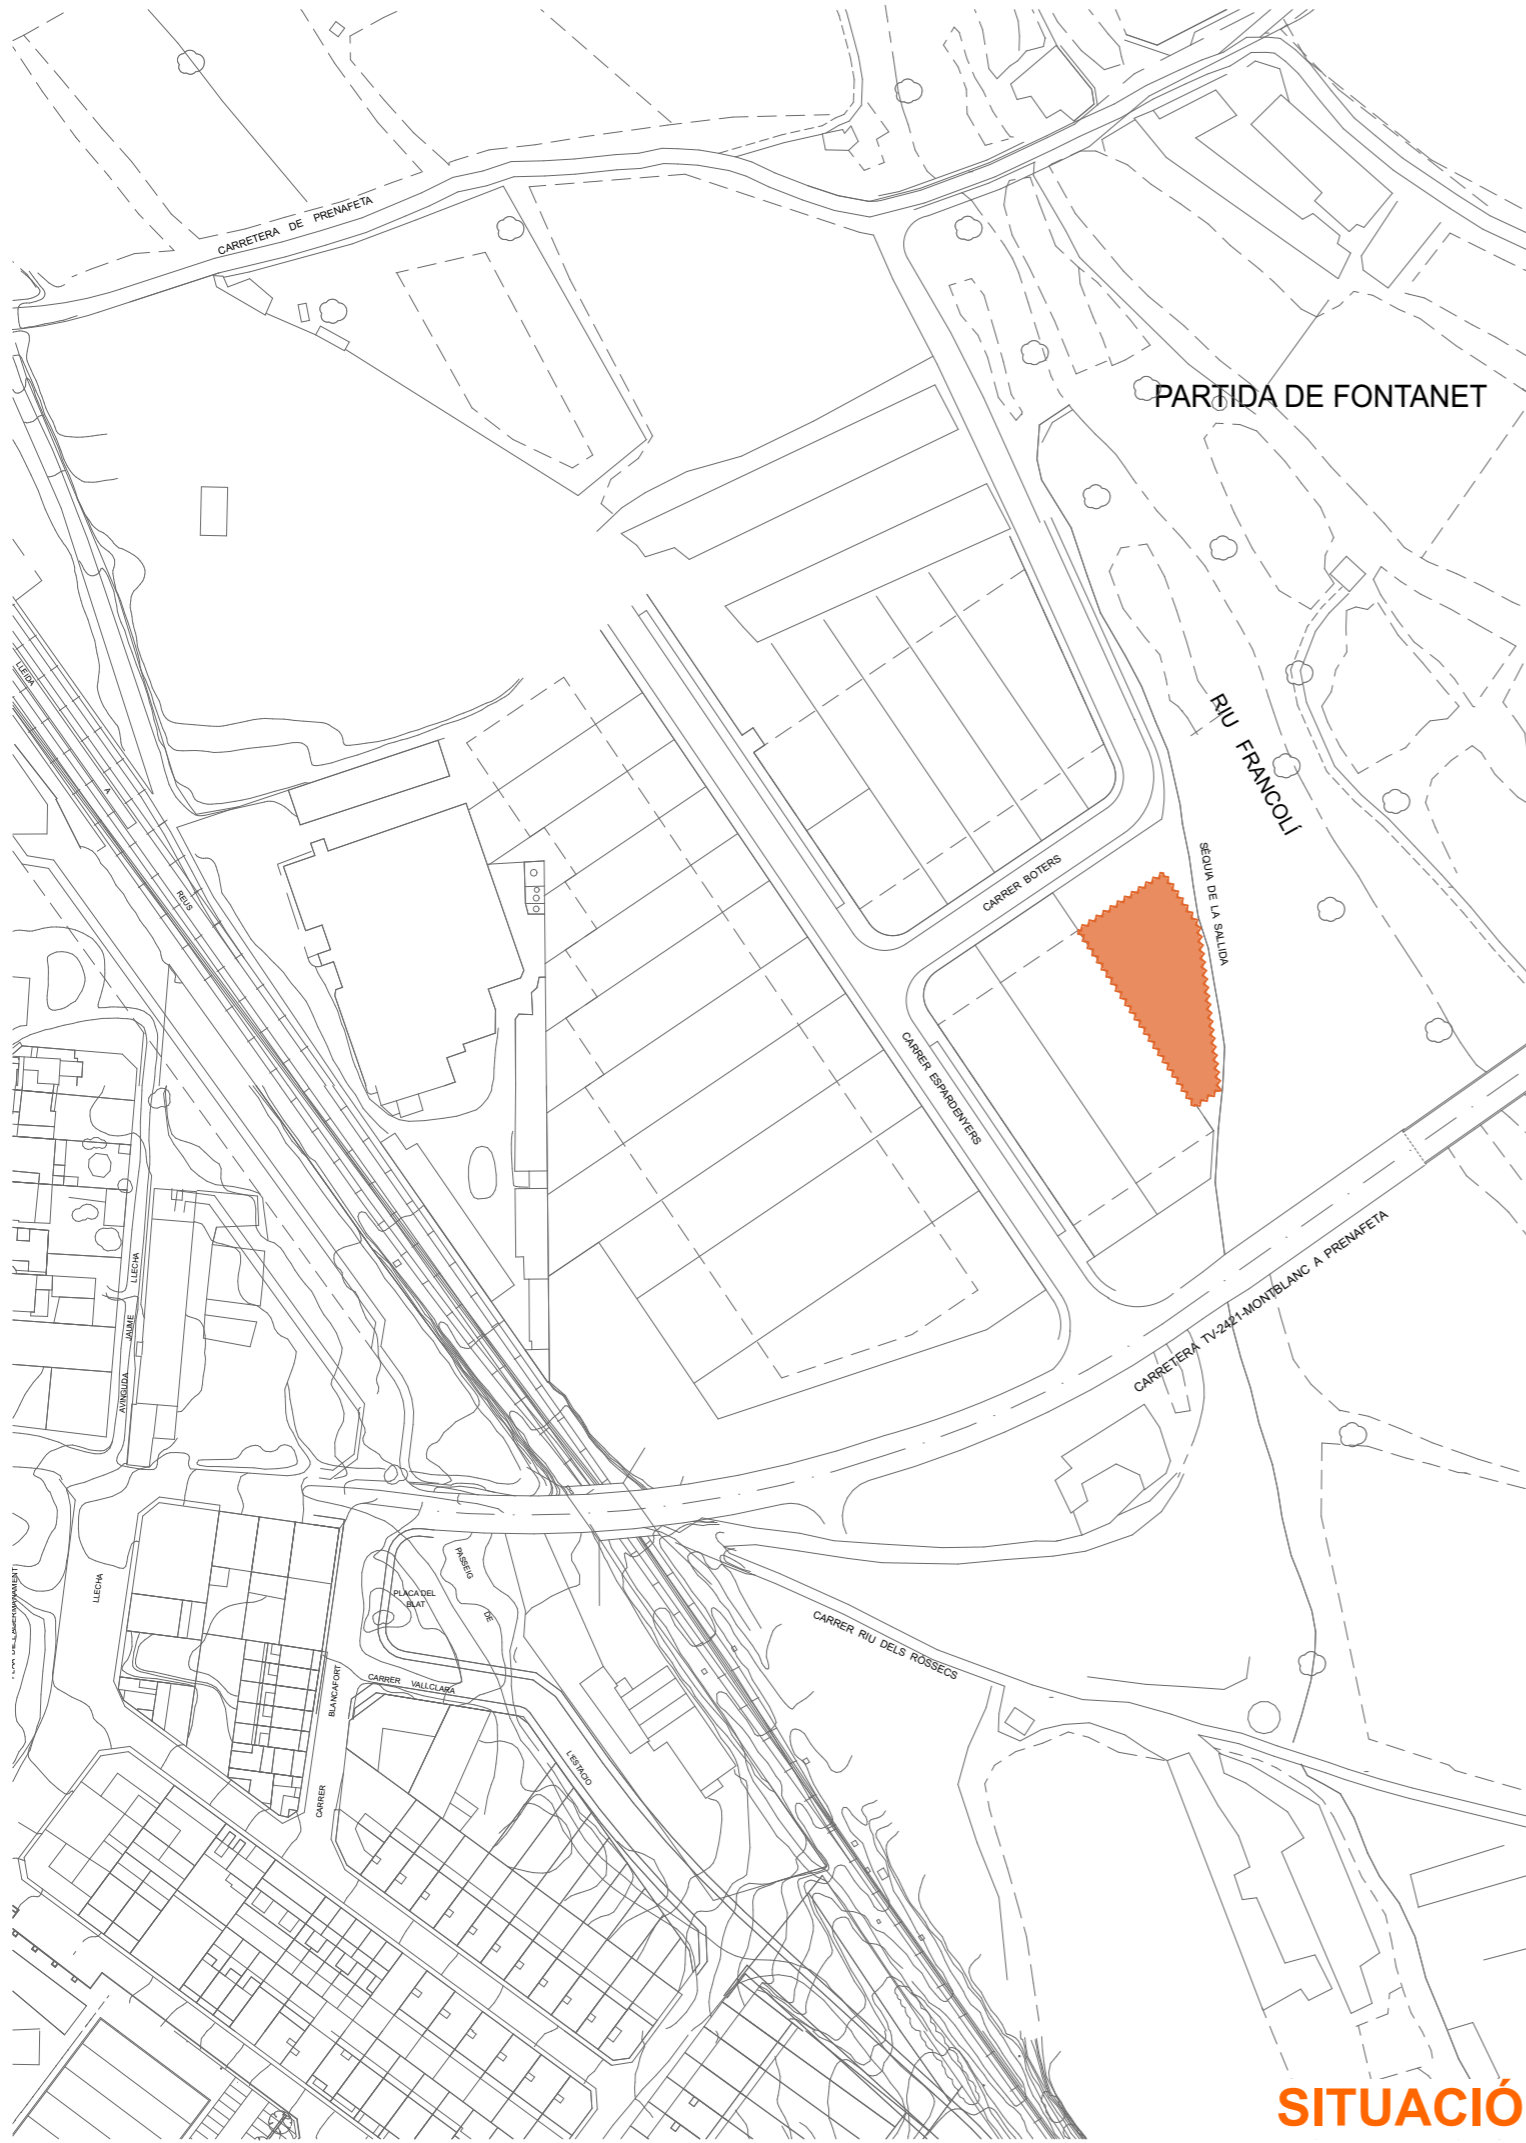 CARRETERA DE PRENAFETA
PARTIDA DE FONTANET
LLEIDA
A
REUS
RIU FRANCOLÍ
SÈQUIA DE LA SALLIDA
CARRER BOTERS
CARRER ESPARDENYERS
CARRETERA TV-2421-MONTBLANC A PRENAFETA
AVINGUDA JAUME LLECHA
LLECHA
PASSEIG
DE
L'ESTACIO
PLACA DEL
BLAT
CARRER VALLCLARA
CARRER BLANCAFORT
CARRER RIU DELS ROSSECS
SITUACIÓ